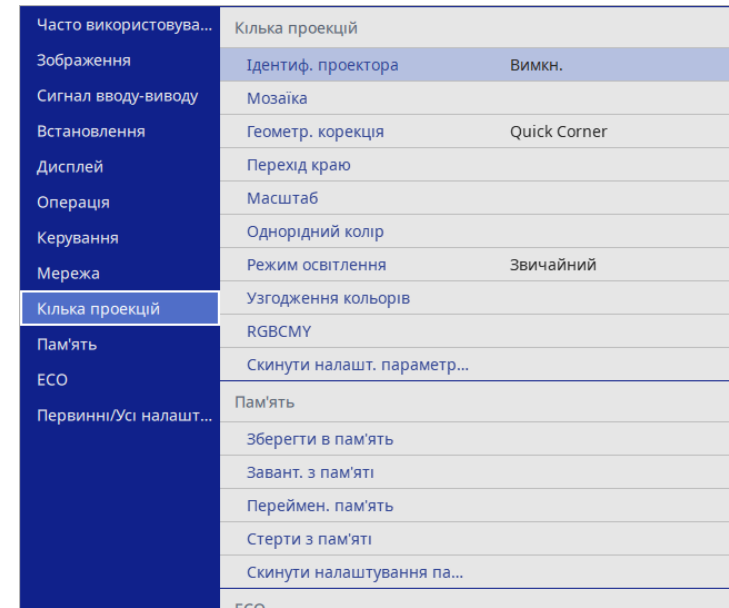 Часто використовува...
Зображення
Сигнал вводу-виводу
Встановлення
Дисплей
Операція
Керування
Мережа
Кілька проекцій
Пам'ять
ECO
Первинні/Усі налашт...
Кілька проекцій
Ідентиф. проектора Вимкн.
Мозаїка
Геометр. корекція Quick Corner
Перехід краю
Масштаб
Однорідний колір
Режим освітлення Звичайний
Узгодження кольорів
RGBCMY
Скинути налашт. параметр...
Пам'ять
Зберегти в пам'ять
Завант. з пам'яті
Переймен. пам'ять
Стерти з пам'яті
Скинути налаштування па...
ECO